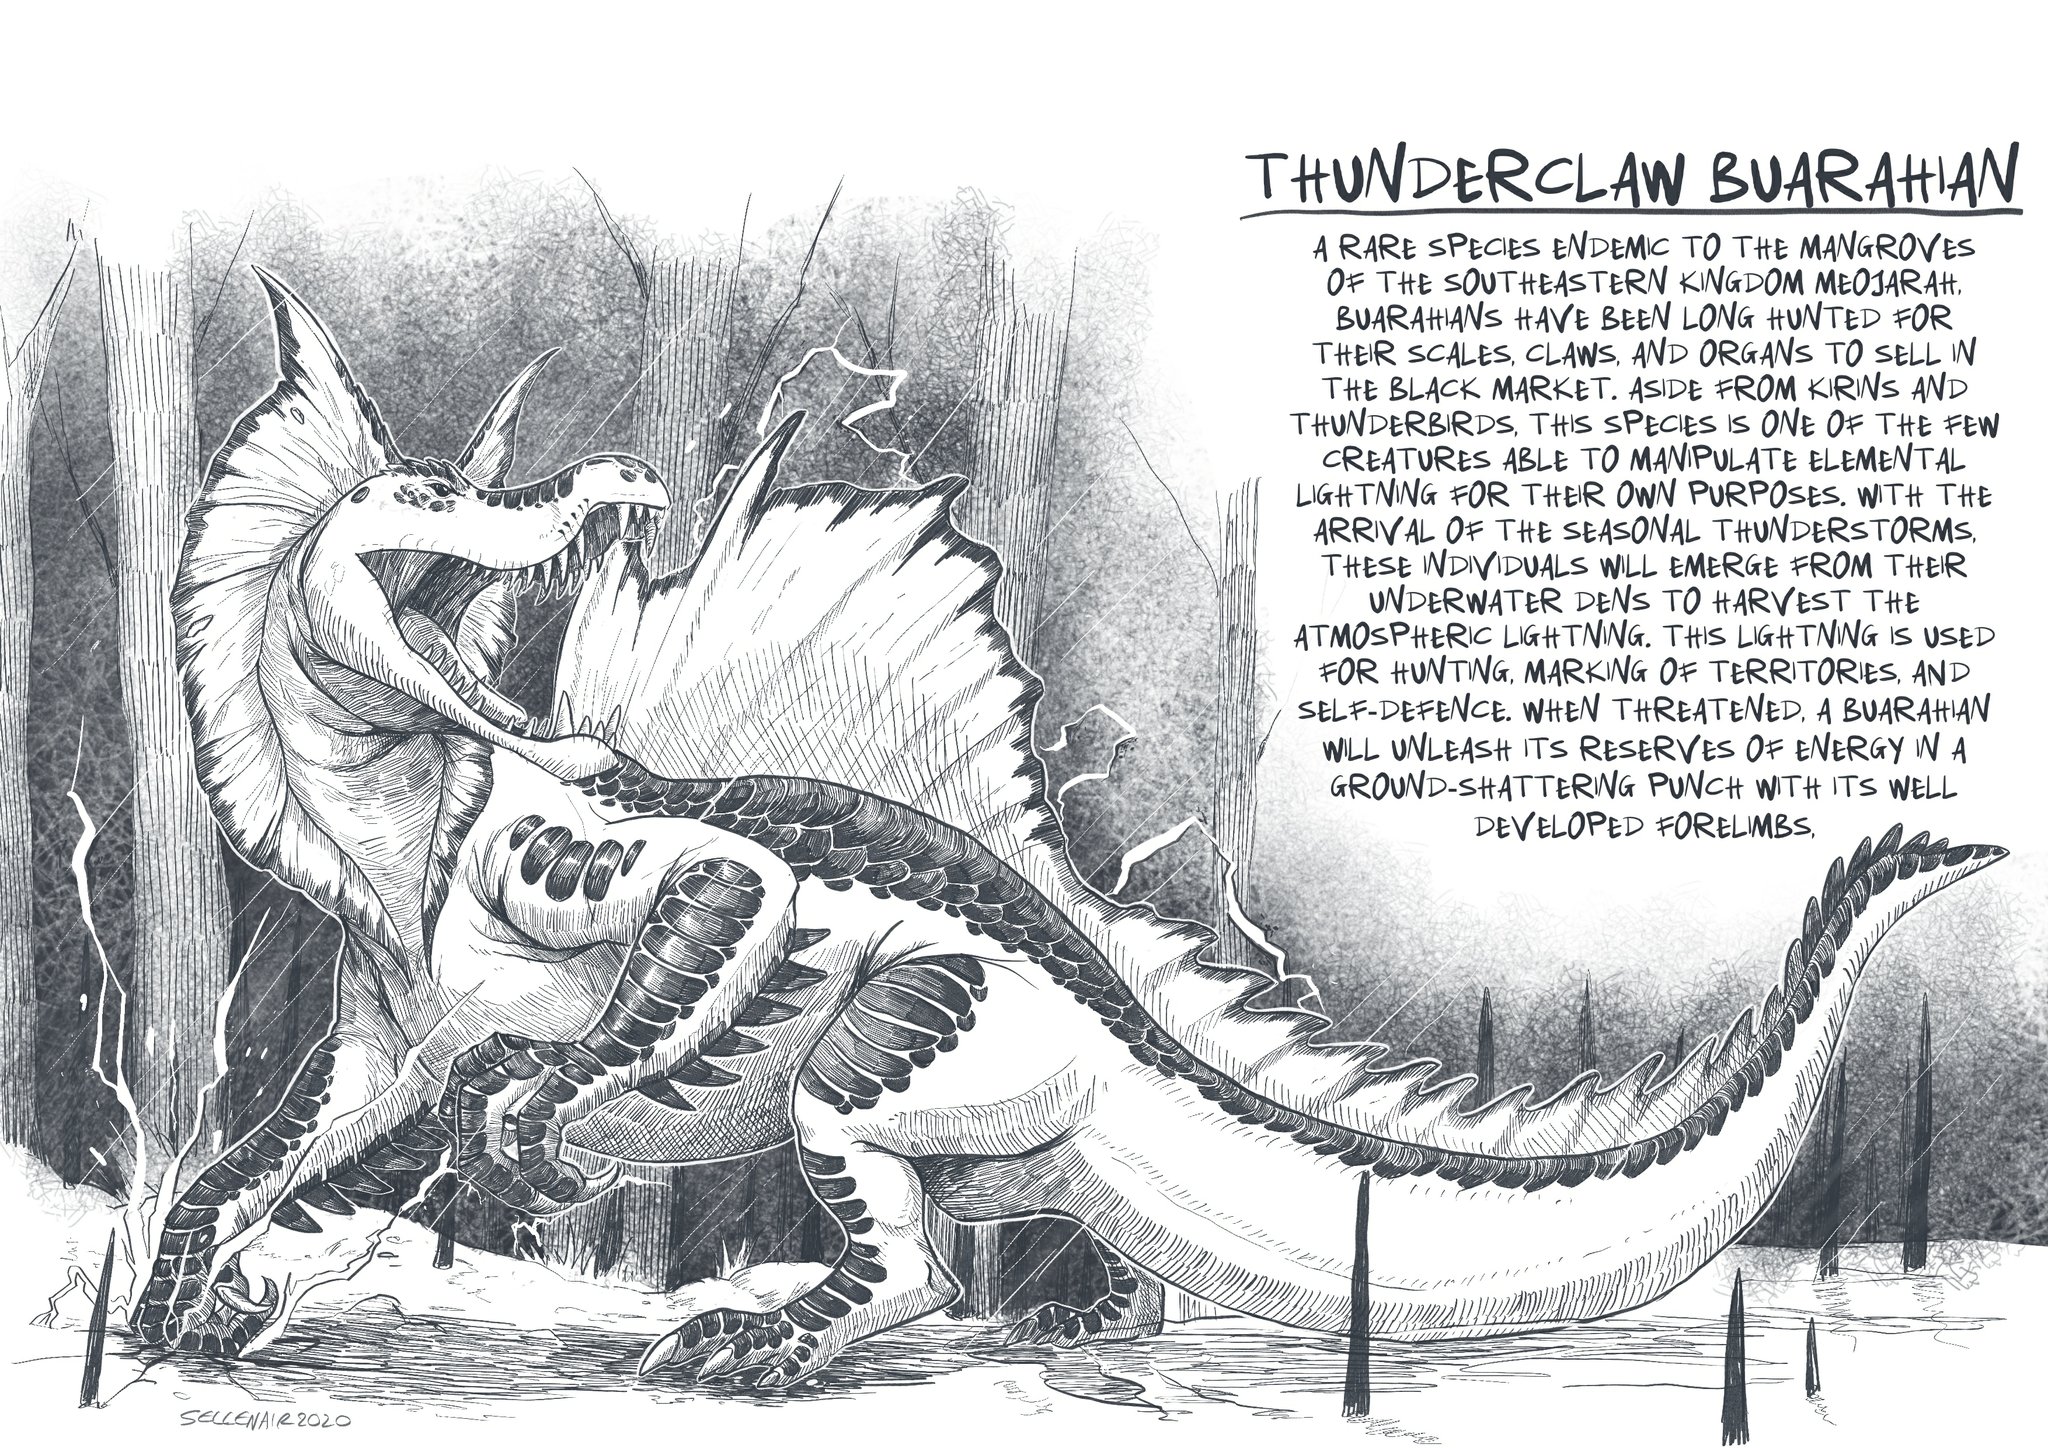 THUNDERCLAW BUARAHIAN
A RARE SPECIES ENDEMIC TO THE MANGROVES
OF THE SOUTHEASTERN KINGDOM MEOJARAH.
BUARAHIANS HAVE BEEN LONG HUNTED FOR
THEIR SCALES, CLAWS, AND ORGANS TO SELL IN
THE BLACK MARKET. ASIDE FROM KIRINS AND
THUNDERBIRDS, THIS SPECIES IS ONE OF THE FEW
CREATURES ABLE TO MANIPULATE ELEMENTAL
LIGHTNING FOR THEIR OWN PURPOSES. WITH THE
ARRIVAL OF THE SEASONAL THUNDERSTORMS,
THESE INDIVIDUALS WILL EMERGE FROM THEIR
UNDERWATER DENS TO HARVEST THE
ATMOSPHERIC LIGHTNING. THIS LIGHTNING IS USED
FOR HUNTING, MARKING OF TERRITORIES, AND
SELF-DEFENCE. WHEN THREATENED, A BUARAHIAN
WILL UNLEASH ITS RESERVES OF ENERGY IN A
GROUND-SHATTERING PUNCH WITH ITS WELL
DEVELOPED FORELIMBS.
SELLENAIR2020